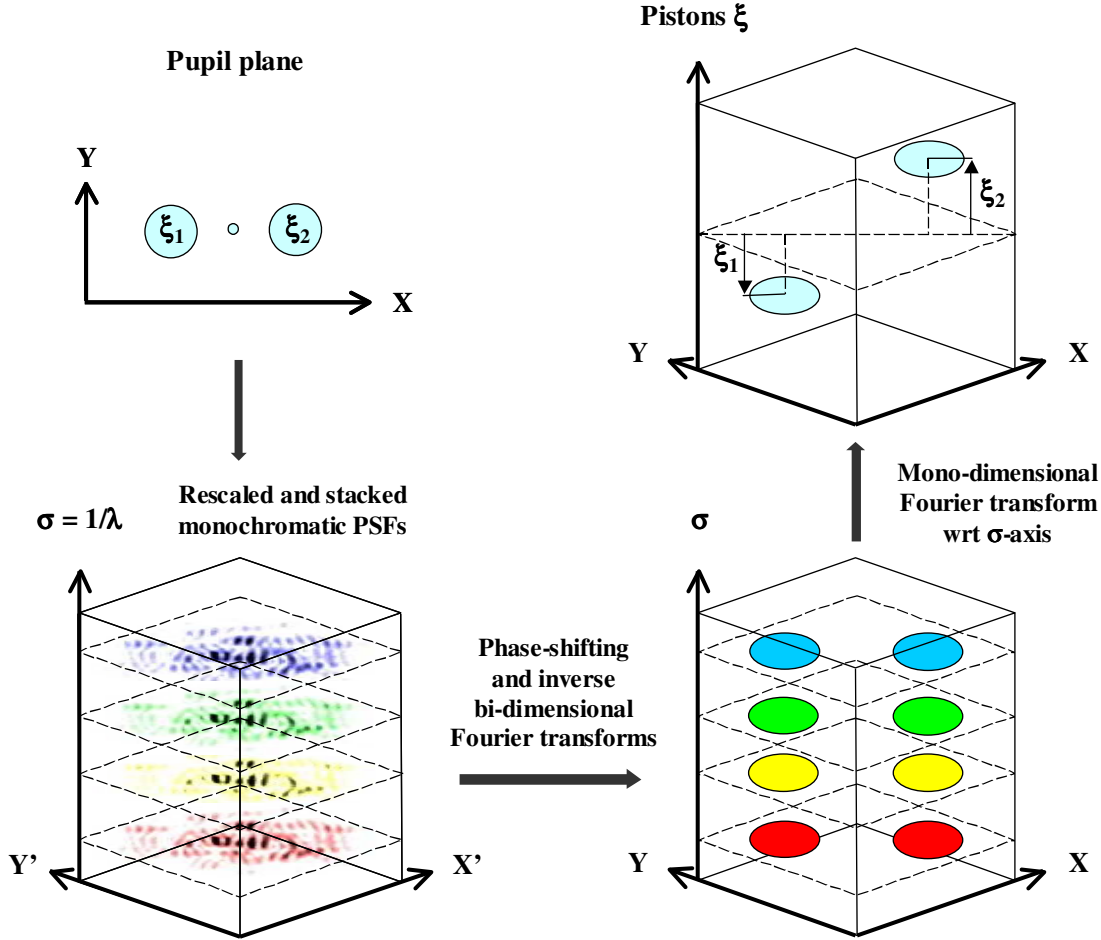 Pupil plane
Y
ξ1
ξ2
X
Pistons ξ
ξ2
ξ1
Y
X
Rescaled and stacked
monochromatic PSFs
σ = 1/λ
Y’
X’
Phase-shifting
and inverse
bi-dimensional
Fourier transforms
Mono-dimensional
Fourier transform
wrt σ-axis
σ
Y
X